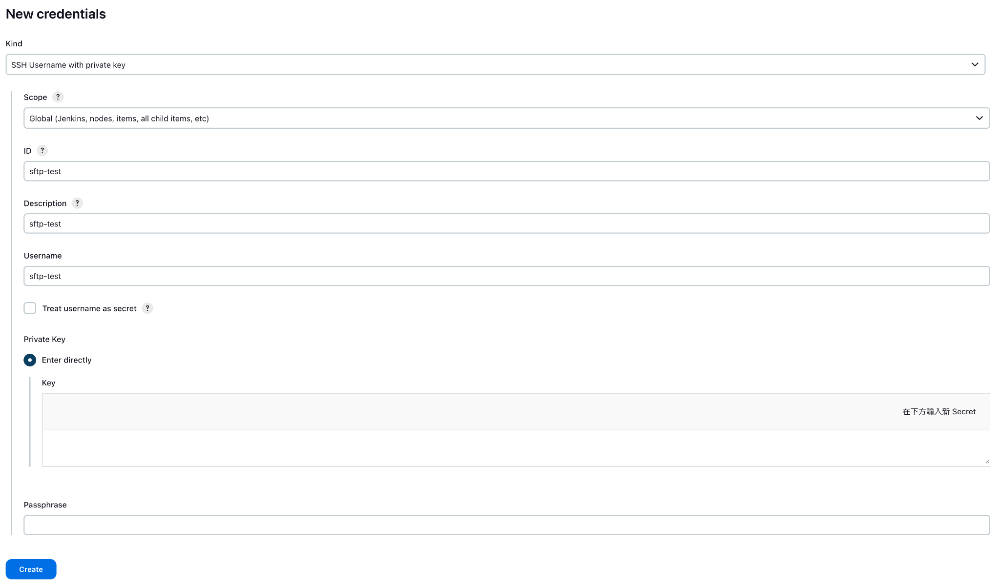 New credentials
Kind
SSH Username with private key
Scope ?
Global (Jenkins, nodes, items, all child items, etc)
ID ?
sftp-test
Description ?
sftp-test
Username
sftp-test
Treat username as secret ?
Private Key
Enter directly
Key
在下方輸入新 Secret
Passphrase
Create